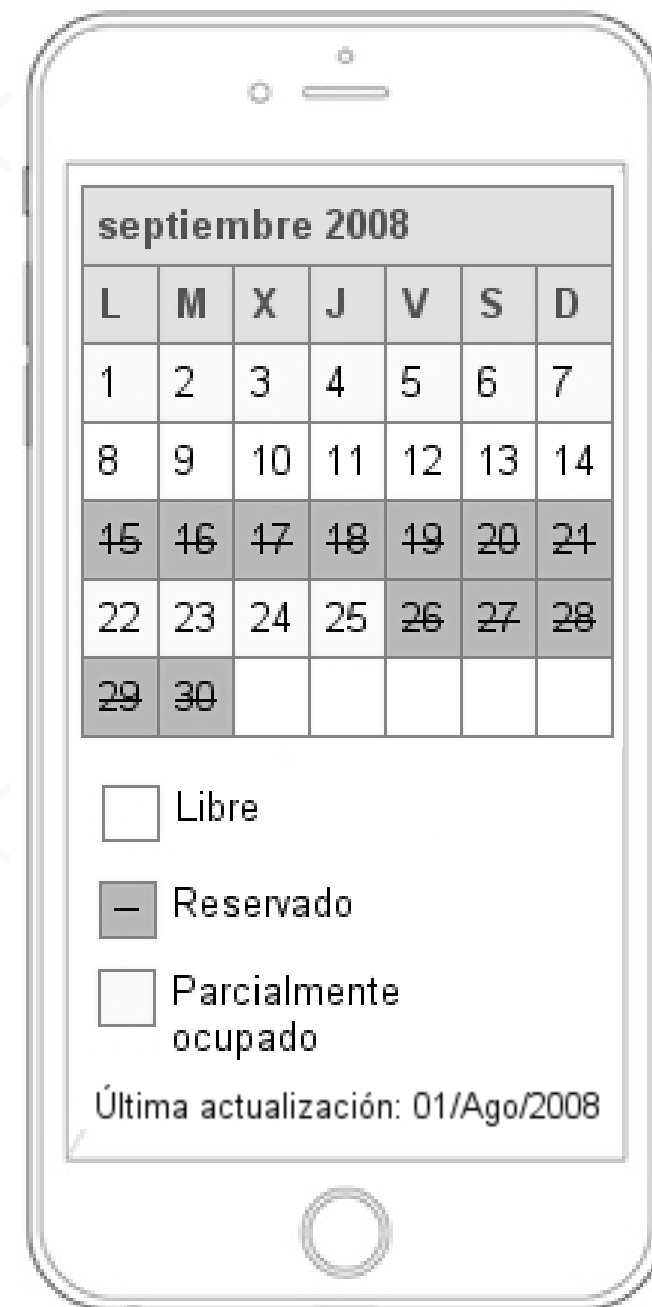 septiembre 2008
L M X J V S D
1 2 3 4 5 6 7
8 9 10 11 12 13 14
15 16 17 18 19 20 21
22 23 24 25 26 27 28
29 30
Libre
– Reservado
Parcialmente
ocupado
Última actualización: 01/Ago/2008